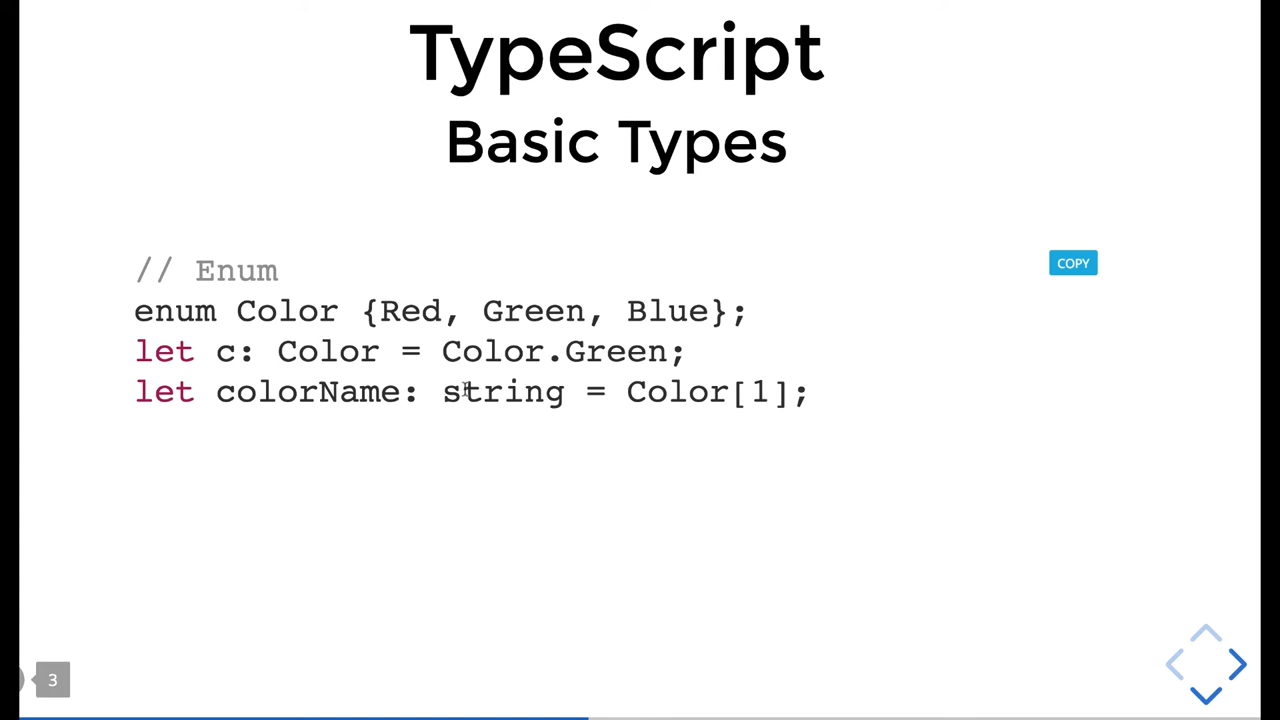 TypeScript
Basic Types
// Enum
COPY
enum Color {Red, Green, Blue};
let c: Color = Color.Green;
let colorName: string = Color[1];
3